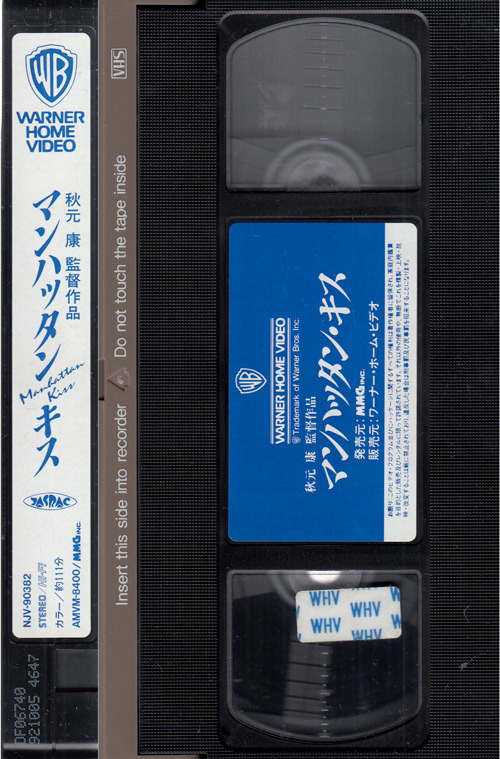 WB
WARNER
HOME
VIDEO
秋元 康 監督作品
マンハッタン・キス
Manhattan
Kiss
JASRAC
NJV-90382
STEREO/Hi-Fi
カラー/約111分
AMVM-8400/MMG INC.
DF06740
921005 4647
VHS
Insert this side into recorder
Do not touch the tape inside
WB
WARNER HOME VIDEO
Trademark of Warner Bros. Inc.
秋元 康 監督作品
マンハッタン・キス
発売元:MMG INC.
販売元:ワーナー・ホーム・ビデオ
WHV
WHV
WHV
WHV